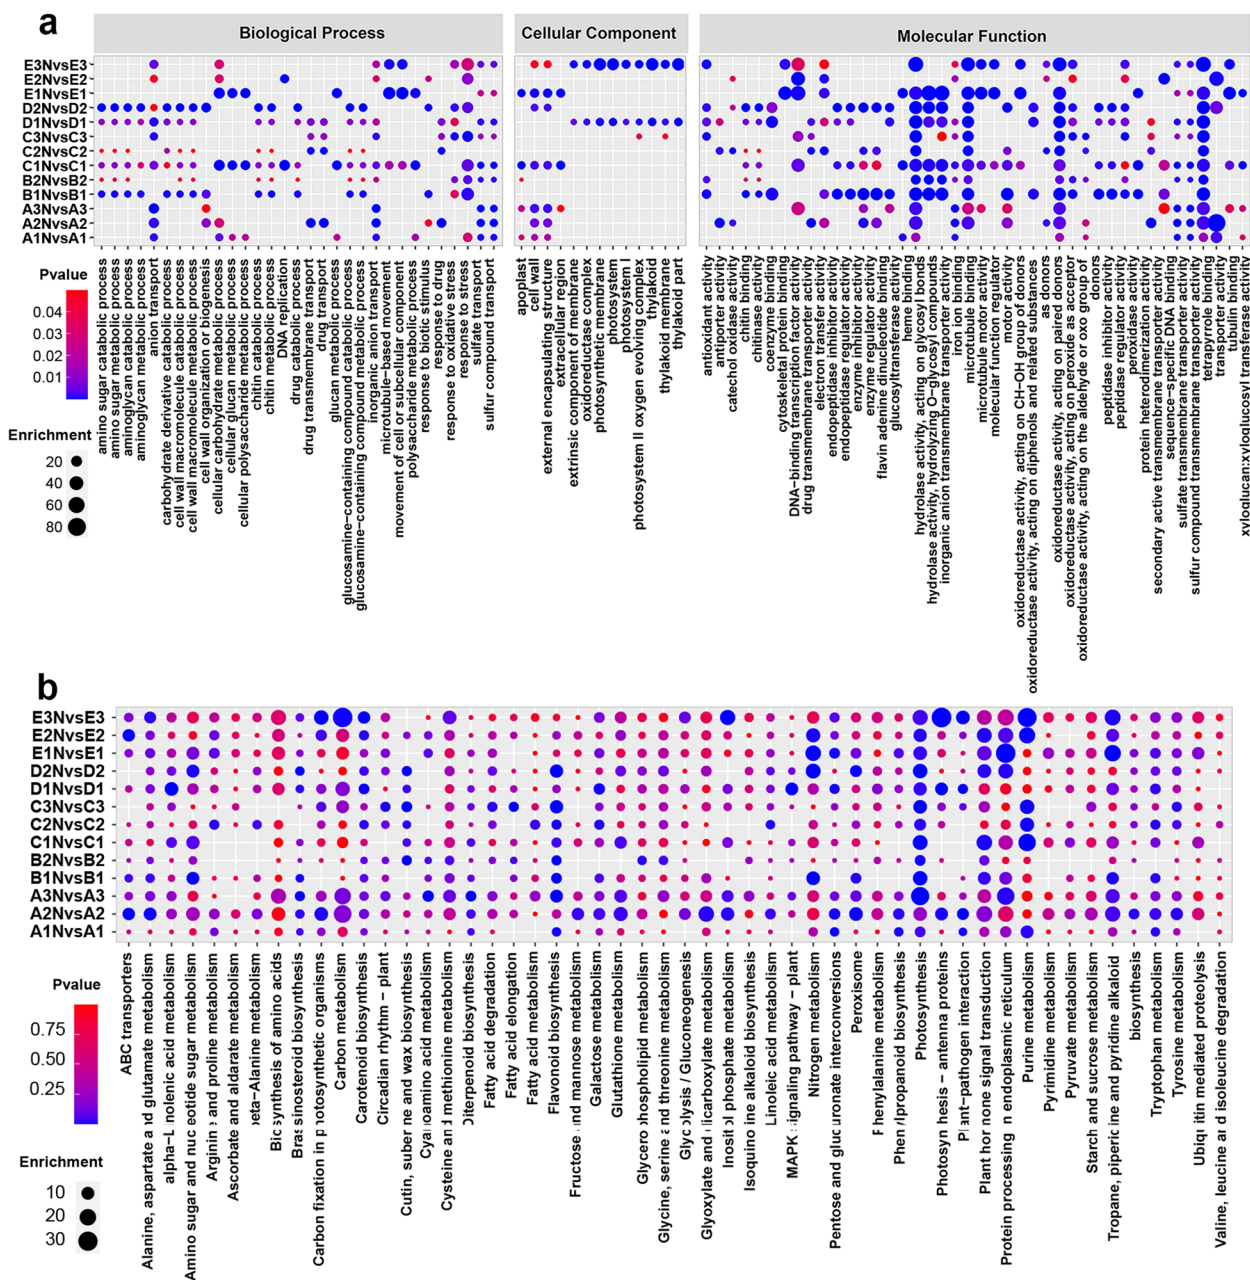 a
Biological Process
Cellular Component
Molecular Function
E3NvsE3
E2NvsE2
E1NvsE1
D2NvsD2
D1NvsD1
C3NvsC3
C2NvsC2
C1NvsC1
B2NvsB2
B1NvsB1
A3NvsA3
A2NvsA2
A1NvsA1
Pvalue
0.04
0.03
0.02
0.01
Enrichment
20
40
60
80
amino sugar catabolic process
amino sugar metabolic process
aminoglycan catabolic process
aminoglycan metabolic process
anion transport
carbohydrate derivative catabolic process
cell wall macromolecule catabolic process
cell wall macromolecule metabolic process
cell wall organization or biogenesis
cellular carbohydrate metabolic process
cellular glucan metabolic process
cellular polysaccharide metabolic process
chitin catabolic process
chitin metabolic process
DNA replication
drug catabolic process
drug transmembrane transport
drug transport
glucan metabolic process
glucosamine-containing compound catabolic process
glucosamine-containing compound metabolic process
inorganic anion transport
microtubule-based movement
movement of cell or subcellular component
polysaccharide metabolic process
response to biotic stimulus
response to drug
response to oxidative stress
response to stress
sulfate transport
sulfur compound transport
apoplast
cell wall
external encapsulating structure
extracellular region
extrinsic component of membrane
oxidoreductase complex
photosynthetic membrane
photosystem
photosystem I
photosystem II oxygen evolving complex
thylakoid
thylakoid membrane
thylakoid part
antioxidant activity
antiporter activity
catechol oxidase activity
chitin binding
chitinase activity
coenzyme binding
cytoskeletal protein binding
DNA-binding transcription factor activity
drug transmembrane transporter activity
electron transfer activity
endopeptidase inhibitor activity
endopeptidase regulator activity
enzyme inhibitor activity
enzyme regulator activity
flavin adenine dinucleotide binding
glucosyltransferase activity
heme binding
hydrolase activity, acting on glycosyl bonds
hydrolase activity, hydrolyzing O-glycosyl compounds
inorganic anion transmembrane transporter activity
iron ion binding
microtubule binding
microtubule motor activity
molecular function regulator
motor activity
oxidoreductase activity, acting on CH-OH group of donors
oxidoreductase activity, acting on diphenols and related substances
as donors
oxidoreductase activity, acting on paired donors
oxidoreductase activity, acting on peroxide as acceptor
oxidoreductase activity, acting on the aldehyde or oxo group of
donors
peptidase inhibitor activity
peptidase regulator activity
peroxidase activity
protein heterodimerization activity
secondary active transmembrane transporter activity
sequence-specific DNA binding
sulfate transmembrane transporter activity
sulfur compound transmembrane transporter activity
tetrapyrrole binding
transporter activity
tubulin binding
xyloglucan:xyloglucosyl transferase activity
b
E3NvsE3
E2NvsE2
E1NvsE1
D2NvsD2
D1NvsD1
C3NvsC3
C2NvsC2
C1NvsC1
B2NvsB2
B1NvsB1
A3NvsA3
A2NvsA2
A1NvsA1
Pvalue
0.75
0.50
0.25
Enrichment
10
20
30
ABC transporters
Alanine, aspartate and glutamate metabolism
alpha-Linolenic acid metabolism
Amino sugar and nucleotide sugar metabolism
Arginine and proline metabolism
Ascorbate and aldarate metabolism
beta-Alanine metabolism
Biosynthesis of amino acids
Brassinosteroid biosynthesis
Carbon fixation in photosynthetic organisms
Carbon metabolism
Carotenoid biosynthesis
Circadian rhythm - plant
Cutin, suberine and wax biosynthesis
Cyanoamino acid metabolism
Cysteine and methionine metabolism
Diterpenoid biosynthesis
Fatty acid degradation
Fatty acid elongation
Fatty acid metabolism
Flavonoid biosynthesis
Fructose and mannose metabolism
Galactose metabolism
Glutathione metabolism
Glycerophospholipid metabolism
Glycine, serine and threonine metabolism
Glycolysis / Gluconeogenesis
Glyoxylate and dicarboxylate metabolism
Inositol phosphate metabolism
Isoquinoline alkaloid biosynthesis
Linoleic acid metabolism
MAPK signaling pathway - plant
Nitrogen metabolism
Pentose and glucuronate interconversions
Peroxisome
Phenylalanine metabolism
Phenylpropanoid biosynthesis
Photosynthesis
Photosynthesis - antenna proteins
Plant-pathogen interaction
Plant hormone signal transduction
Protein processing in endoplasmic reticulum
Purine metabolism
Pyrimidine metabolism
Pyruvate metabolism
Starch and sucrose metabolism
Tropane, piperidine and pyridine alkaloid
biosynthesis
Tryptophan metabolism
Tyrosine metabolism
Ubiquitin mediated proteolysis
Valine, leucine and isoleucine degradation